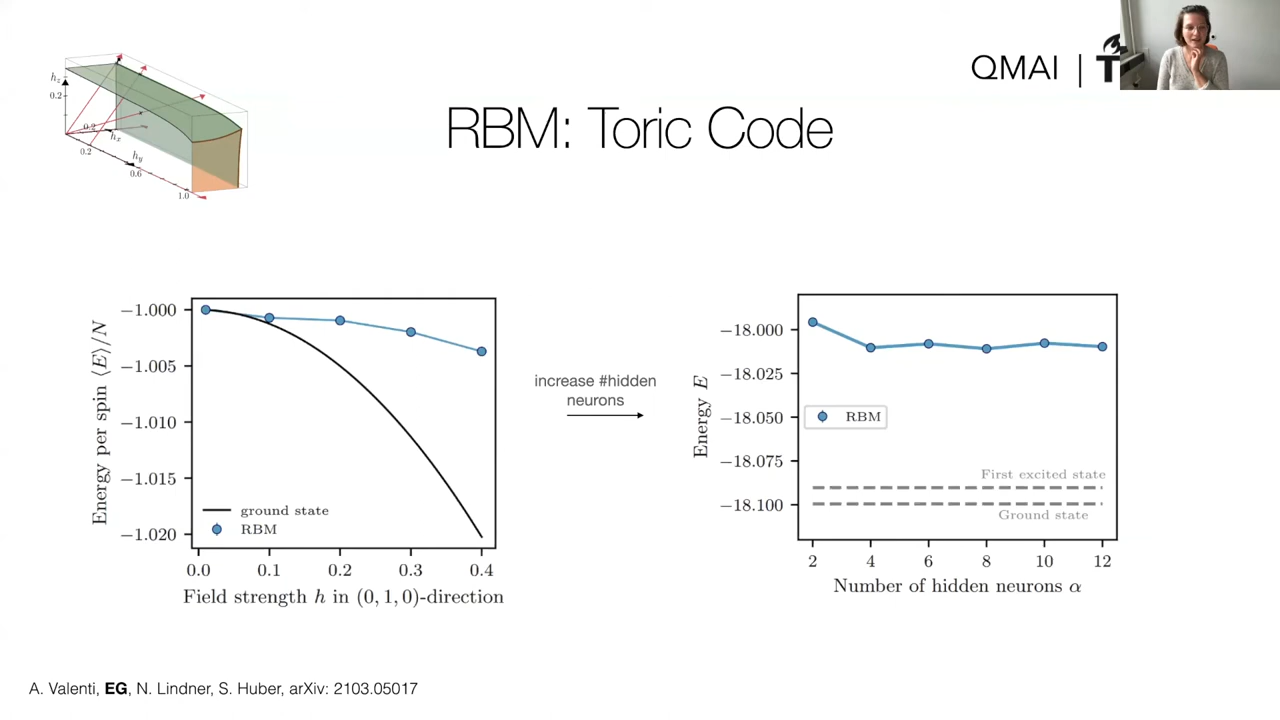 QMAI | T
RBM: Toric Code
h_z
0.2
0.2
h_x
0.2
h_y
0.6
1.0
−1.000
−1.005
−1.010
−1.015
−1.020
Energy per spin ⟨E⟩/N
ground state
RBM
0.0 0.1 0.2 0.3 0.4
Field strength h in (0, 1, 0)-direction
increase #hidden
neurons
−18.000
−18.025
−18.050
−18.075
−18.100
Energy E
RBM
First excited state
Ground state
2 4 6 8 10 12
Number of hidden neurons α
A. Valenti, EG, N. Lindner, S. Huber, arXiv: 2103.05017